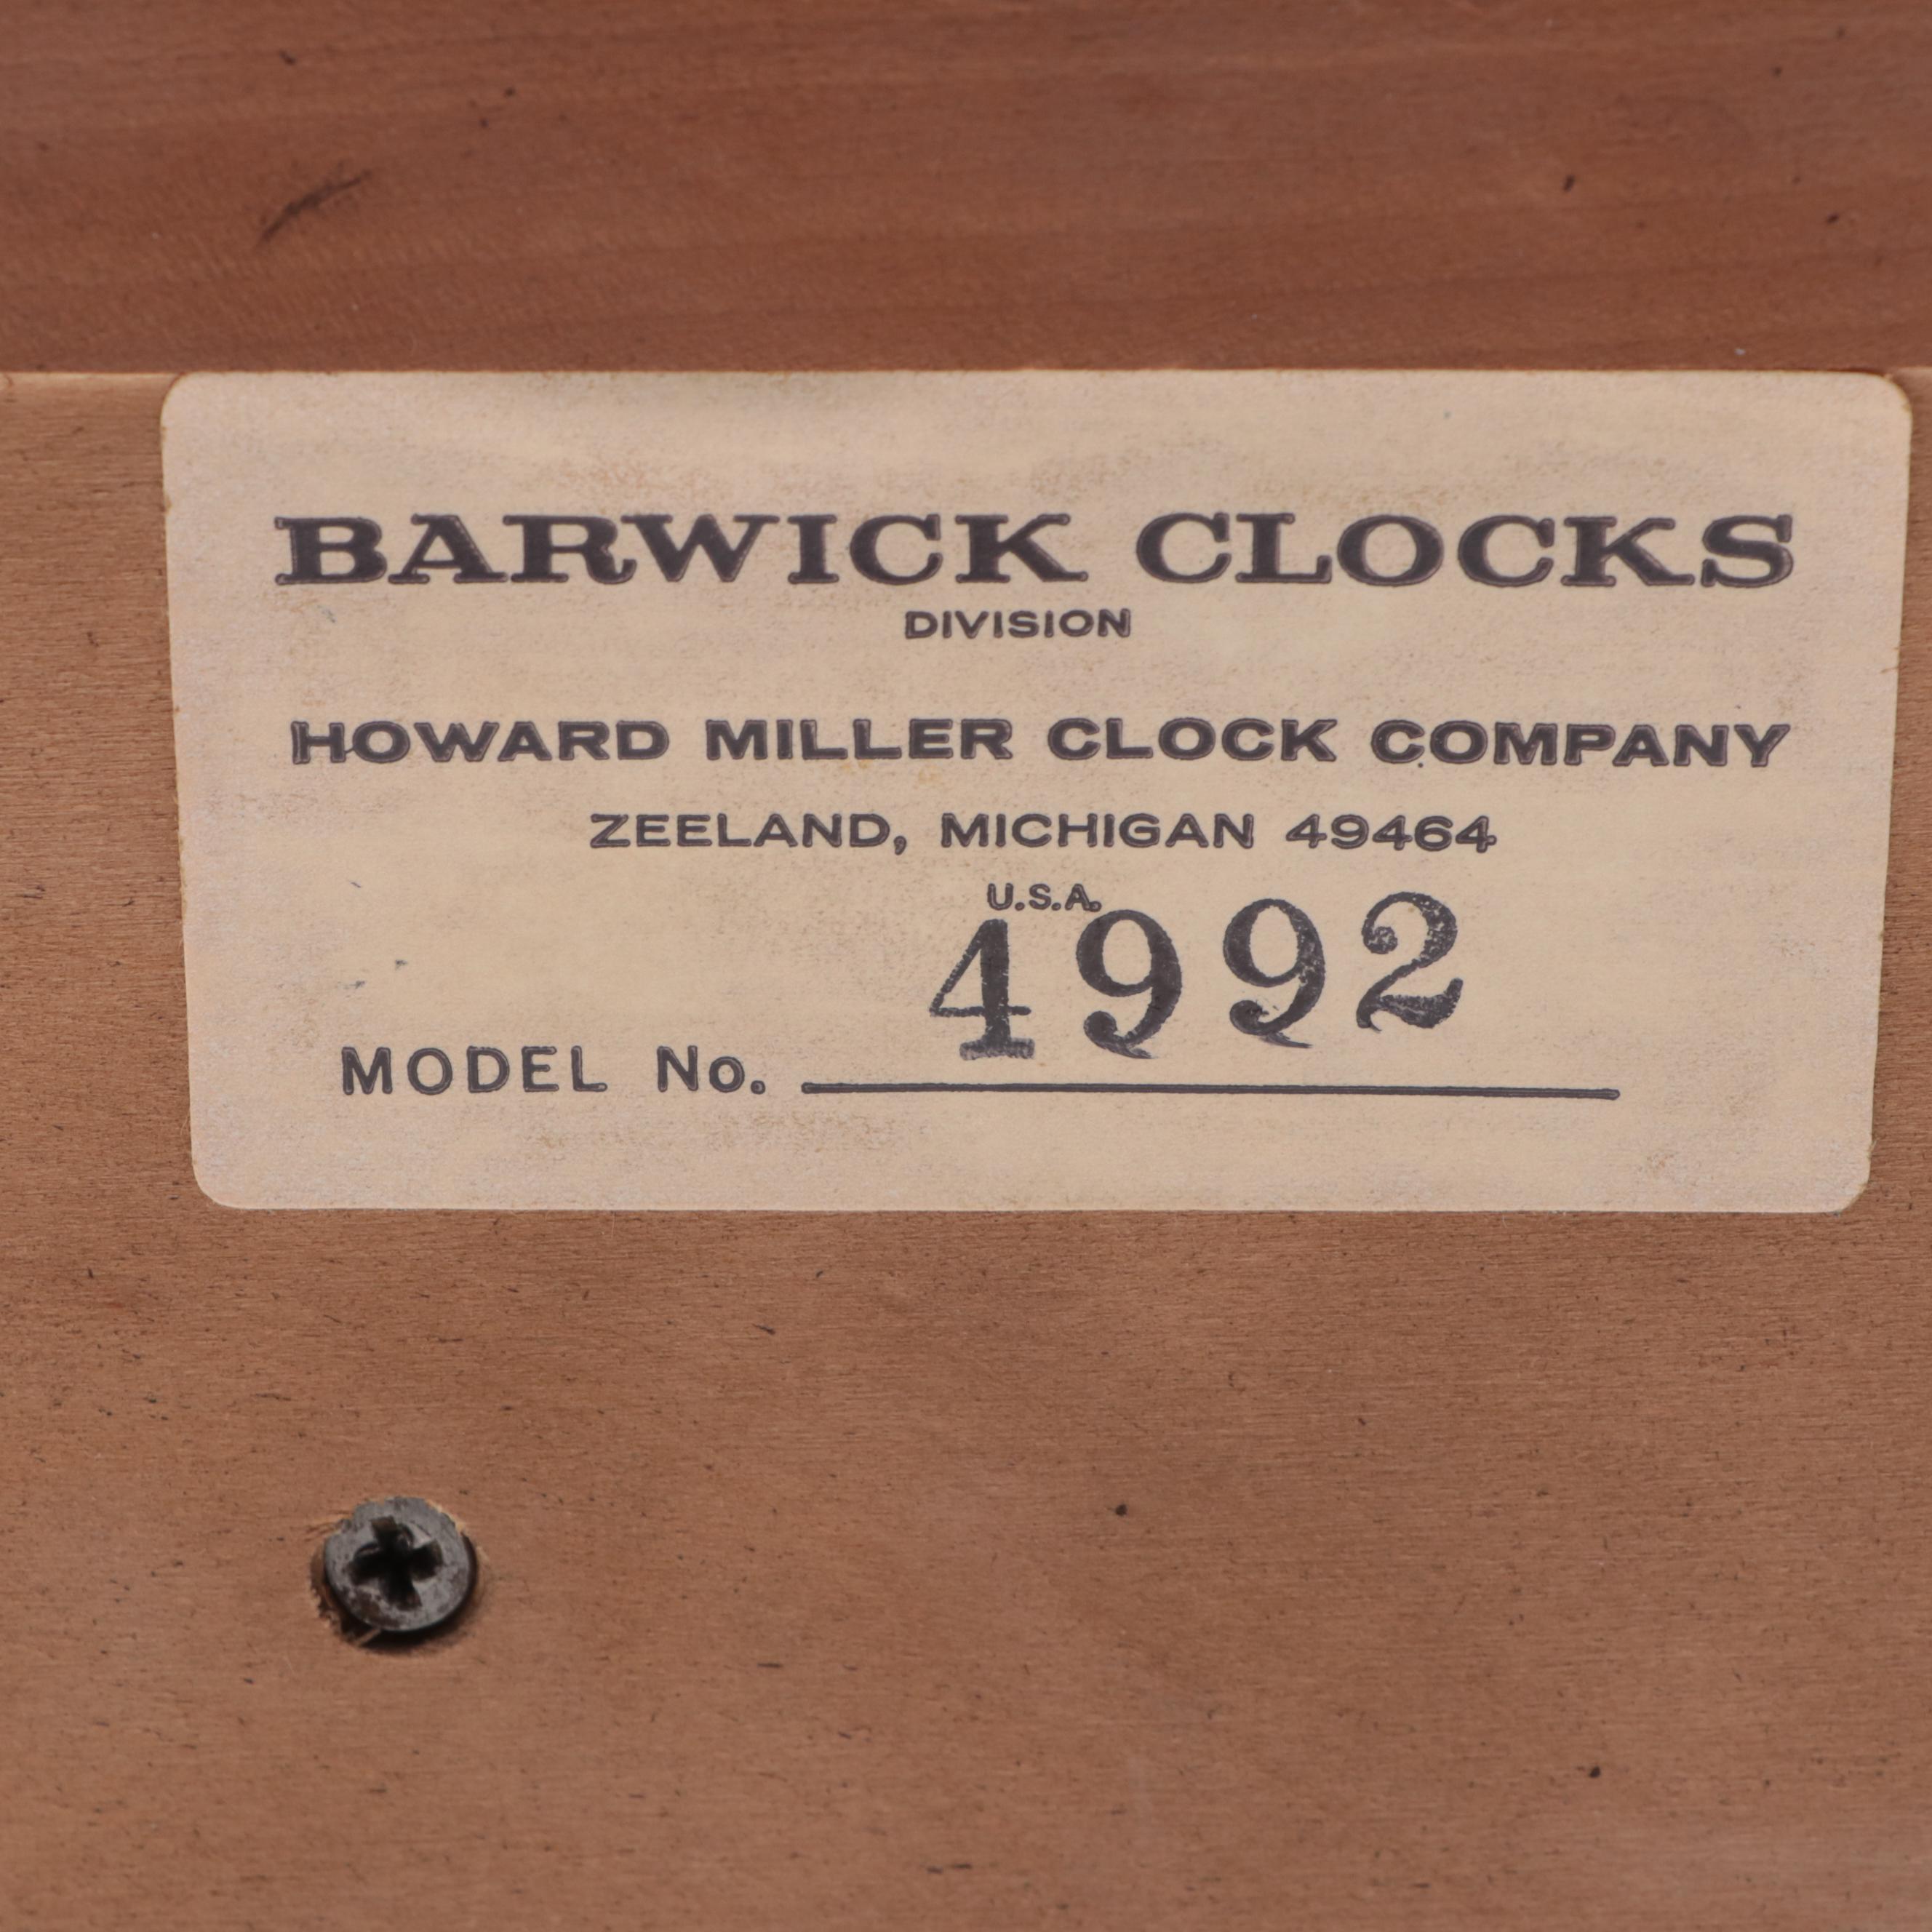 BARWICK CLOCKS
DIVISION
HOWARD MILLER CLOCK COMPANY
ZEELAND, MICHIGAN 49464
U.S.A.
MODEL No. 4992